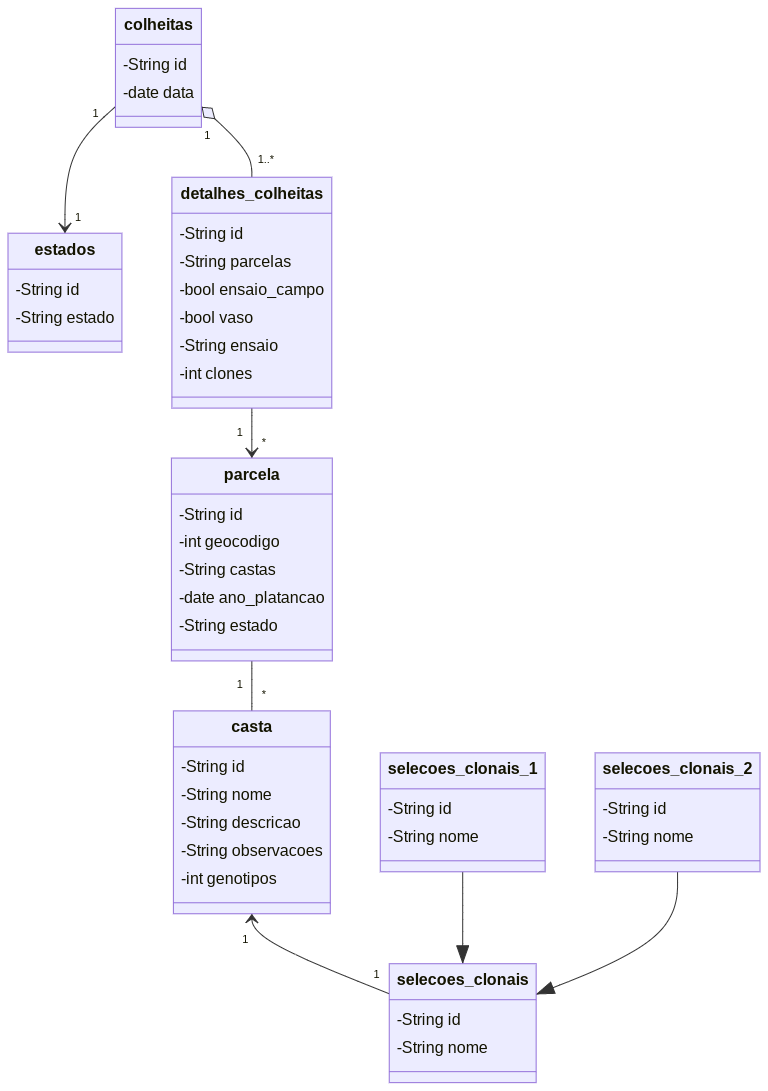 colheitas
-String id
-date data
1
1
1
1..*
estados
-String id
-String estado
detalhes_colheitas
-String id
-String parcelas
-bool ensaio_campo
-bool vaso
-String ensaio
-int clones
1
*
parcela
-String id
-int geocodigo
-String castas
-date ano_platancao
-String estado
1
*
casta
-String id
-String nome
-String descricao
-String observacoes
-int genotipos
selecoes_clonais_1
-String id
-String nome
selecoes_clonais_2
-String id
-String nome
1
1
selecoes_clonais
-String id
-String nome